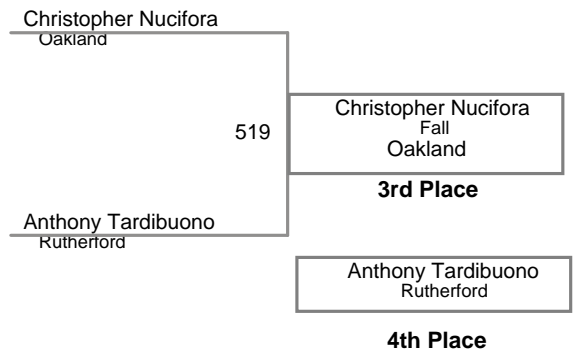 Christopher Nucifora
Oakland
519
Christopher Nucifora
Fall
Oakland
3rd Place
Anthony Tardibuono
Rutherford
Anthony Tardibuono
Rutherford
4th Place